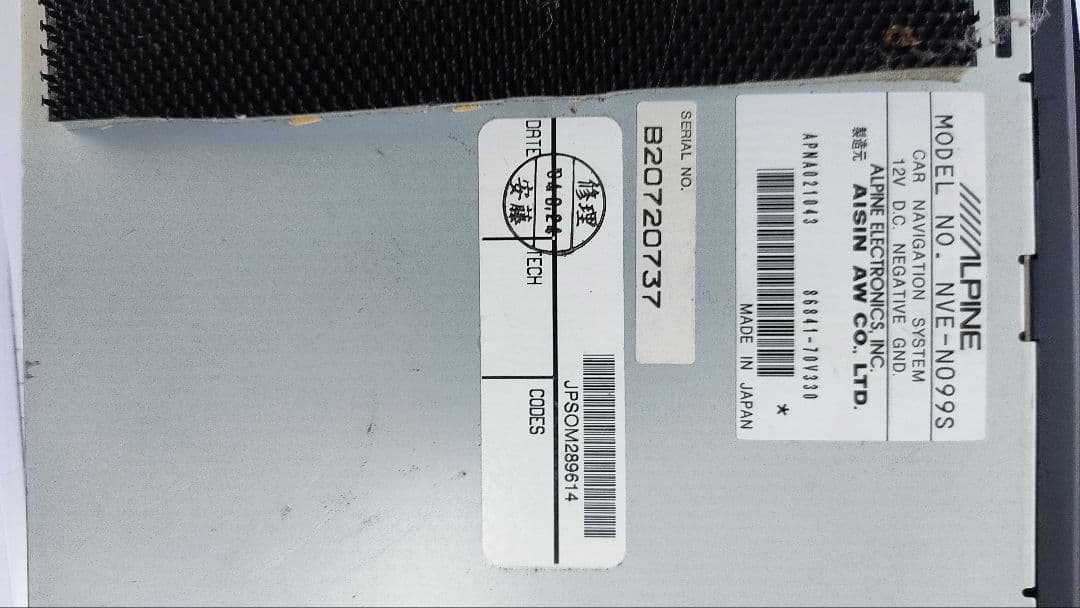 ALPINE
MODEL NO. NVE-N099S
CAR NAVIGATION SYSTEM
12V D.C. NEGATIVE GND.
ALPINE ELECTRONICS, INC.
製造元 AISIN AW CO., LTD.
APNA021043 86841-70V330
*
MADE IN JAPAN
SERIAL NO.
B20720737
JPSOM289614
修理
安藤
DATE TECH CODES